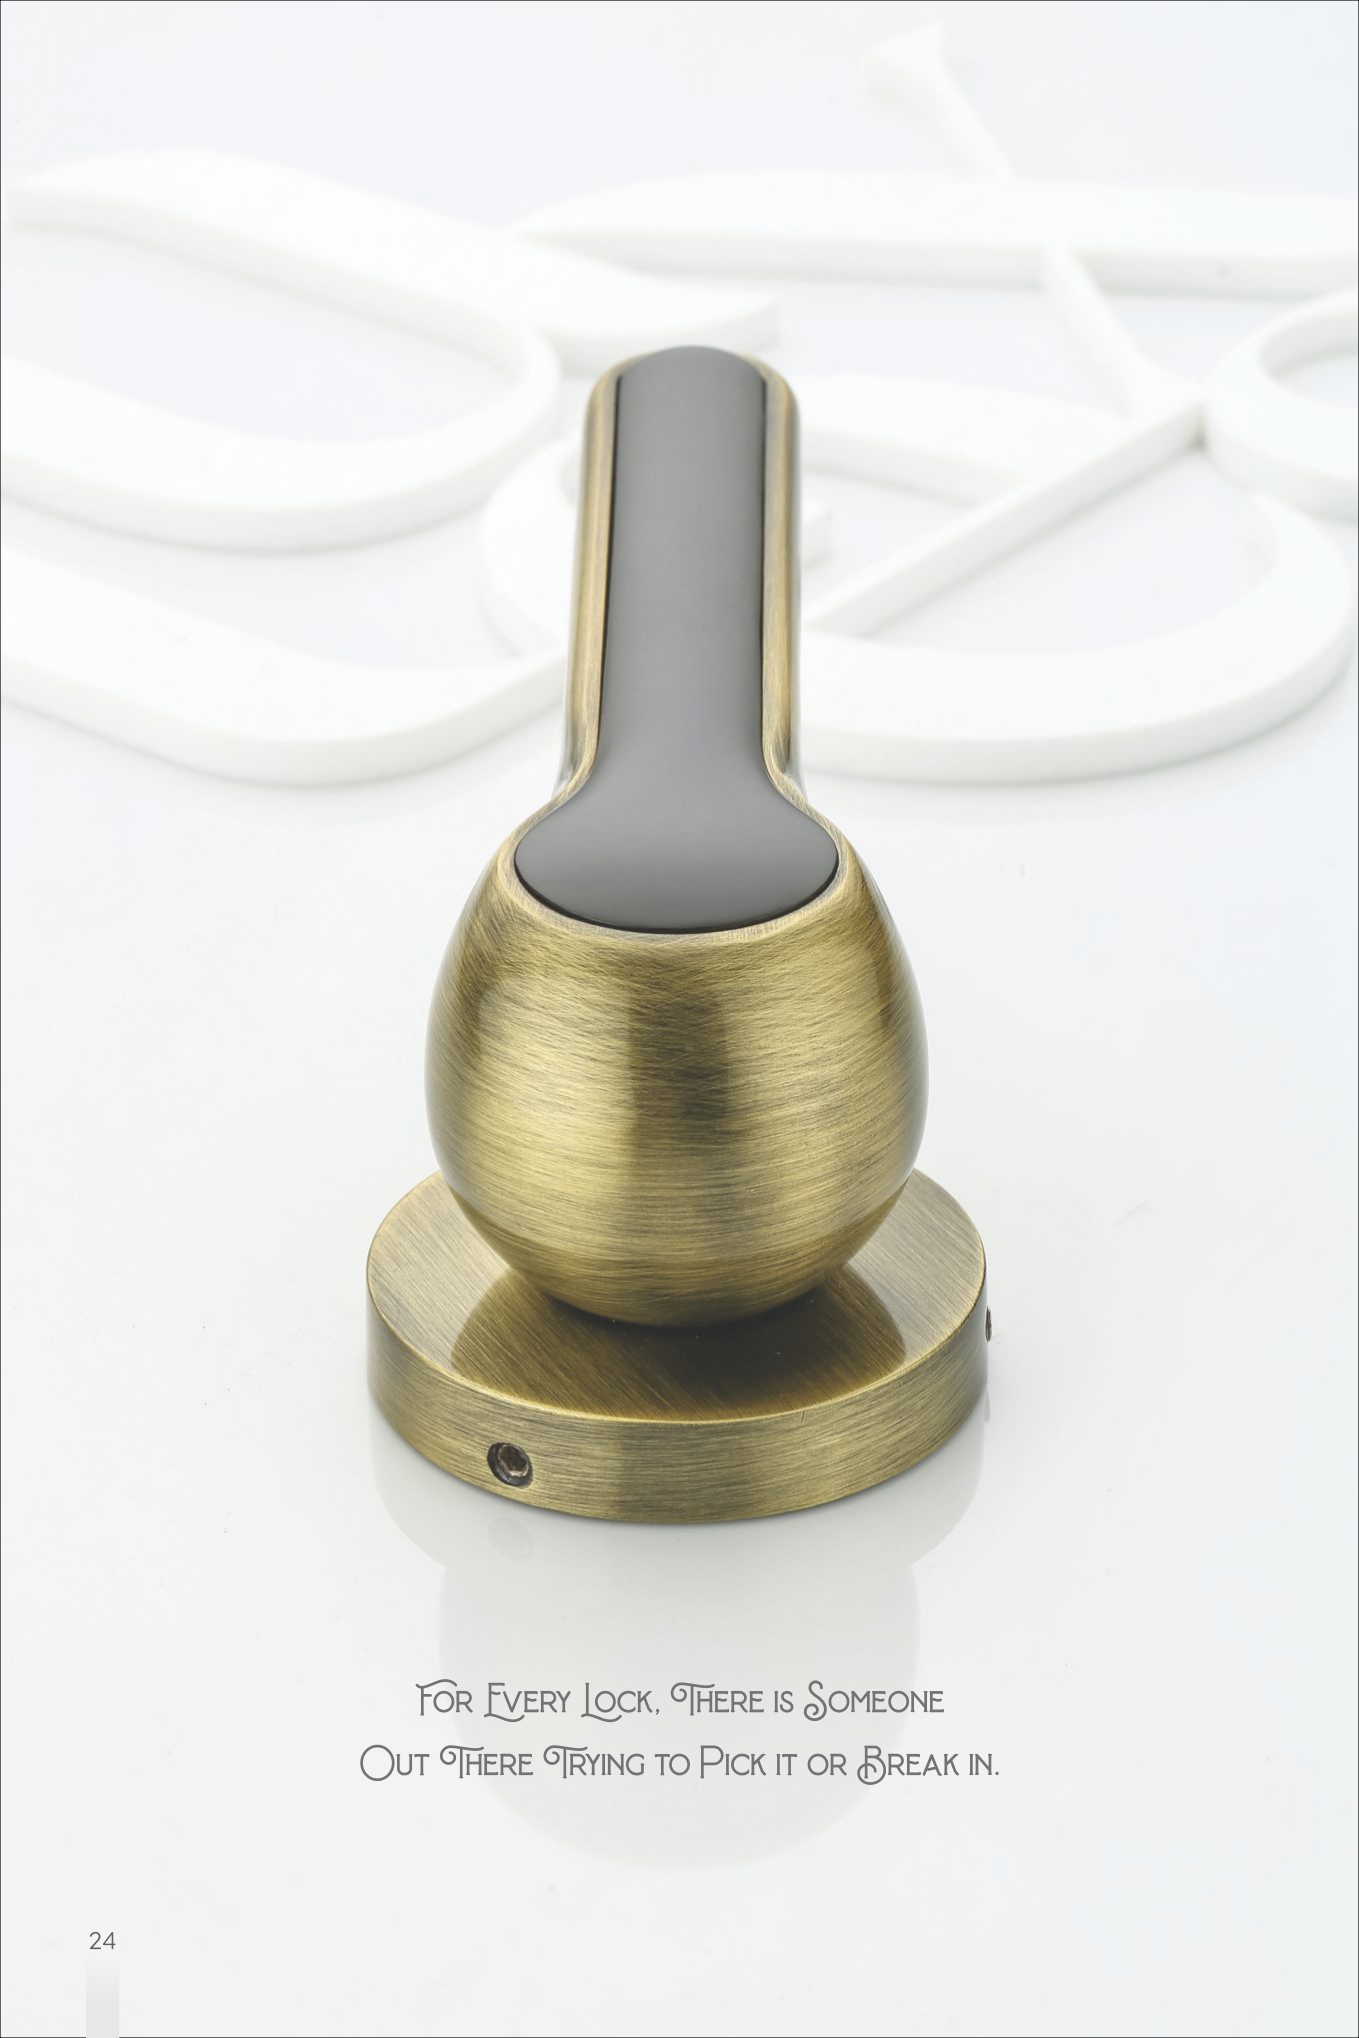 For Every Lock, There is Someone
Out There Trying to Pick it or Break in.
24